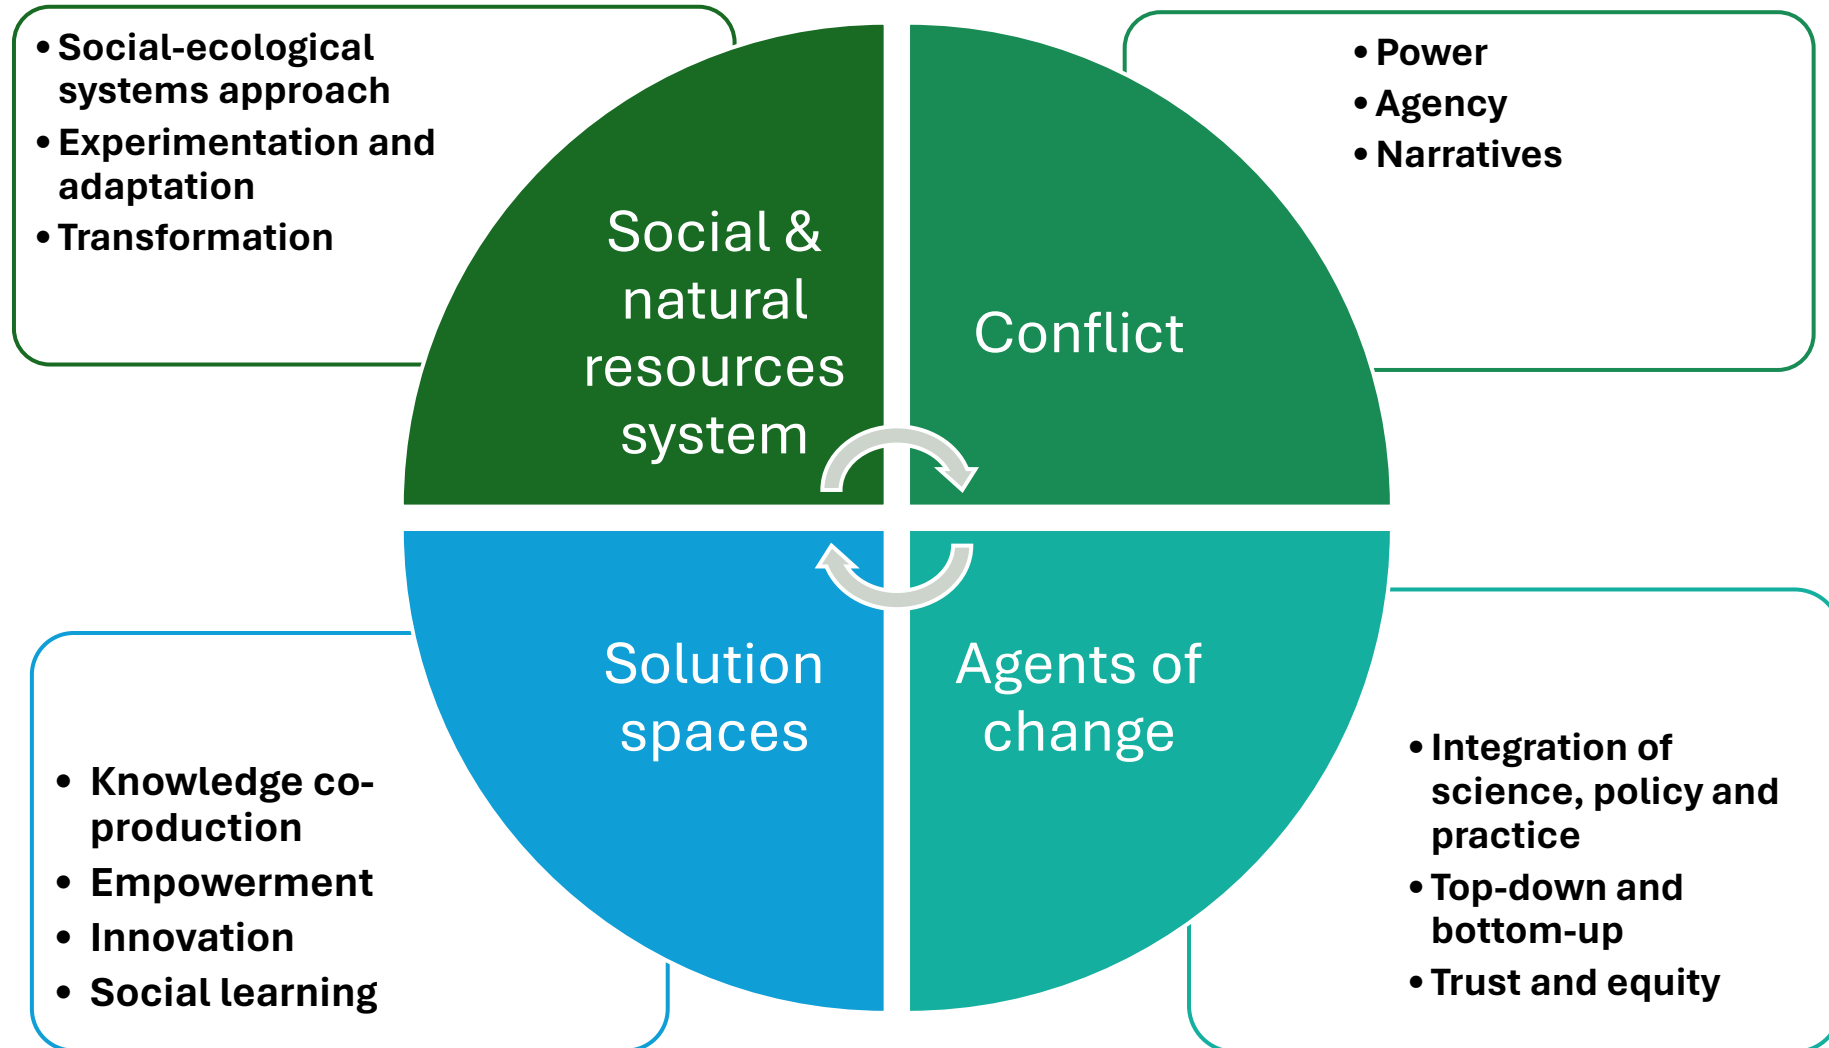 • Social-ecological
systems approach
• Experimentation and
adaptation
• Transformation
Social &
natural
resources
system
Conflict
• Power
• Agency
• Narratives
Solution
spaces
• Knowledge co-
production
• Empowerment
• Innovation
• Social learning
Agents of
change
• Integration of
science, policy and
practice
• Top-down and
bottom-up
• Trust and equity